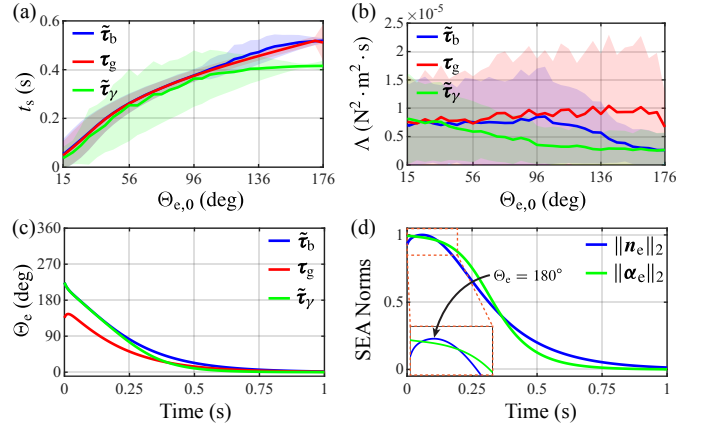 (a)
0.6
0.4
0.2
0
t_s (s)
τ̃_b
τ_g
τ̃_γ
15 56 96 136 176
Θ_e,0 (deg)
(b)
×10⁻⁵
2.5
2
1.5
1
0.5
0
Λ (N² · m² · s)
τ̃_b
τ_g
τ̃_γ
15 56 96 136 176
Θ_e,0 (deg)
(c)
360
270
180
90
0
Θ_e (deg)
τ̃_b
τ_g
τ̃_γ
0 0.25 0.5 0.75 1
Time (s)
(d)
1
0.5
0
SEA Norms
||n_e||₂
||α_e||₂
Θ_e = 180°
0 0.25 0.5 0.75 1
Time (s)